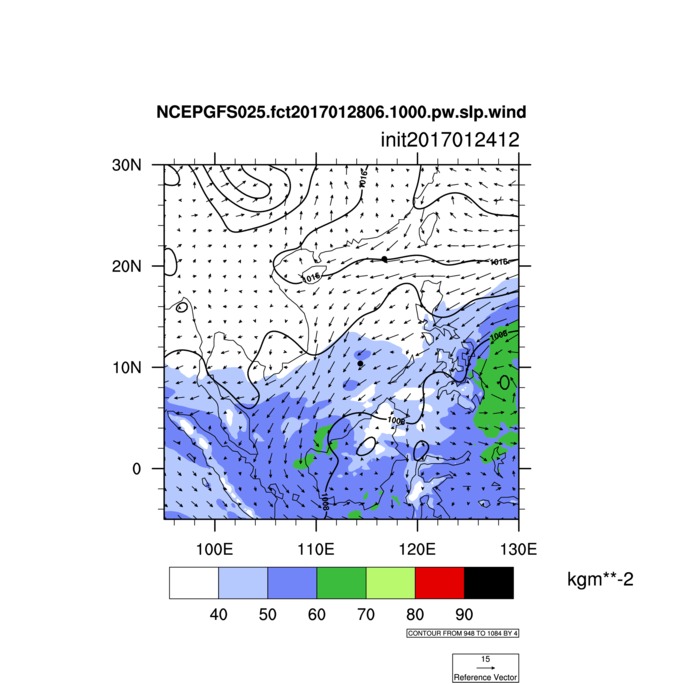 NCEPGFS025.fct2017012806.1000.pw.slp.wind
init2017012412
30N
20N
10N
0
100E 110E 120E 130E
1016
1016
1016
1008
1008
1008
kgm**-2
40 50 60 70 80 90
CONTOUR FROM 948 TO 1084 BY 4
15
Reference Vector